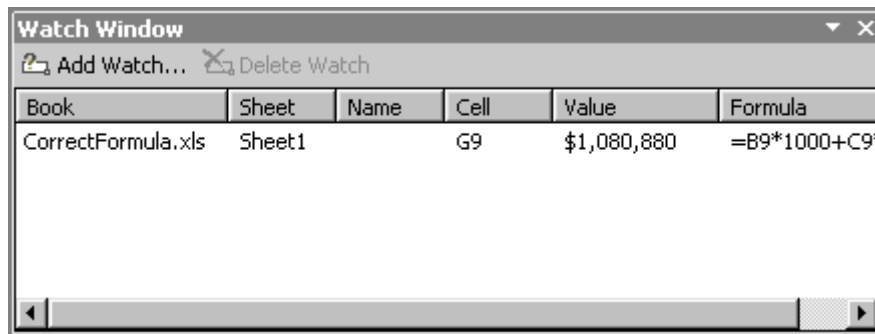 Watch Window
Add Watch... Delete Watch
Book Sheet Name Cell Value Formula
CorrectFormula.xls Sheet1 G9 $1,080,880 =B9*1000+C9*